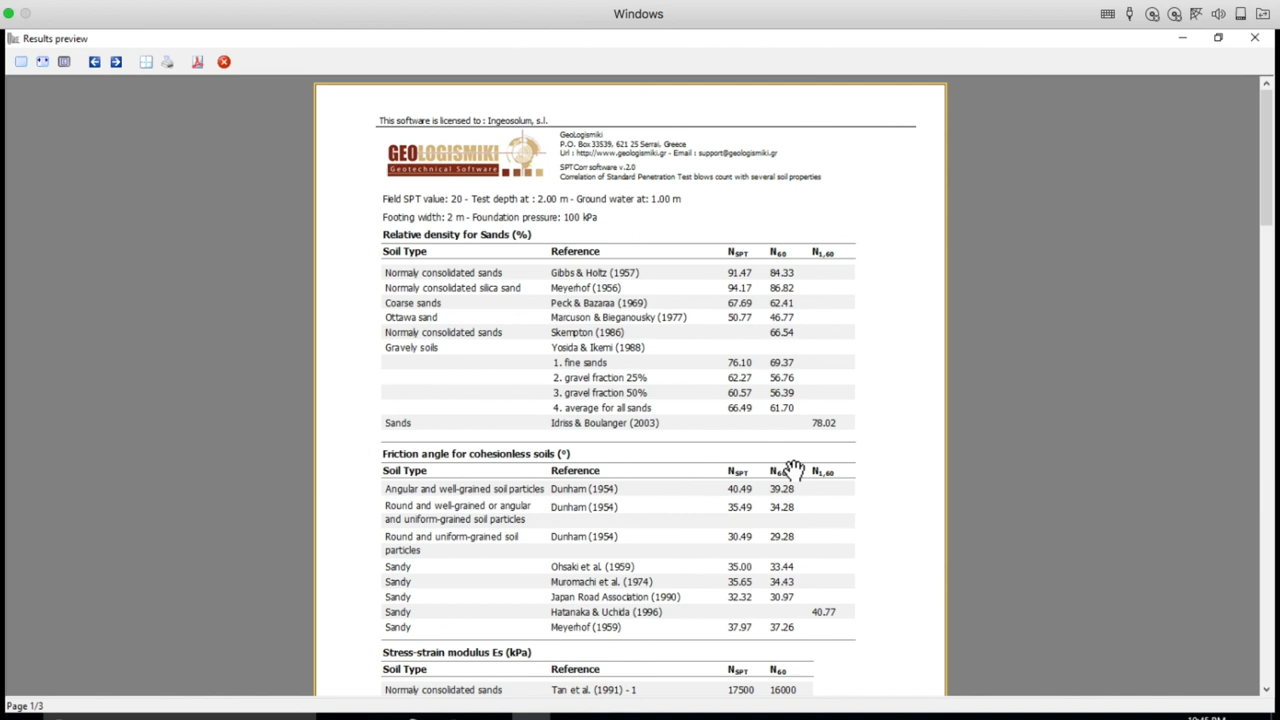 Windows
Results preview
This software is licensed to : Ingeosolum, s.l.
GEOLOGISMIKI
Geotechnical Software
GeoLogismiki
P.O. Box 33539, 621 25 Serrai, Greece
Url : http://www.geologismiki.gr - Email : support@geologismiki.gr
SPTCorr software v.2.0
Correlation of Standard Penetration Test blows count with several soil properties
Field SPT value: 20 - Test depth at : 2.00 m - Ground water at: 1.00 m
Footing width: 2 m - Foundation pressure: 100 kPa
Relative density for Sands (%)
Soil Type Reference NSPT N60 N1,60
Normaly consolidated sands Gibbs & Holtz (1957) 91.47 84.33
Normaly consolidated silica sand Meyerhof (1956) 94.17 86.82
Coarse sands Peck & Bazaraa (1969) 67.69 62.41
Ottawa sand Marcuson & Bieganousky (1977) 50.77 46.77
Normaly consolidated sands Skempton (1986) 66.54
Gravely soils Yosida & Ikemi (1988)
1. fine sands 76.10 69.37
2. gravel fraction 25% 62.27 56.76
3. gravel fraction 50% 60.57 56.39
4. average for all sands 66.49 61.70
Sands Idriss & Boulanger (2003) 78.02
Friction angle for cohesionless soils (°)
Soil Type Reference NSPT N60 N1,60
Angular and well-grained soil particles Dunham (1954) 40.49 39.28
Round and well-grained or angular Dunham (1954) 35.49 34.28
and uniform-grained soil particles
Round and uniform-grained soil Dunham (1954) 30.49 29.28
particles
Sandy Ohsaki et al. (1959) 35.00 33.44
Sandy Muromachi et al. (1974) 35.65 34.43
Sandy Japan Road Association (1990) 32.32 30.97
Sandy Hatanaka & Uchida (1996) 40.77
Sandy Meyerhof (1959) 37.97 37.26
Stress-strain modulus Es (kPa)
Soil Type Reference NSPT N60
Normaly consolidated sands Tan et al. (1991) - 1 17500 16000
Page 1/3